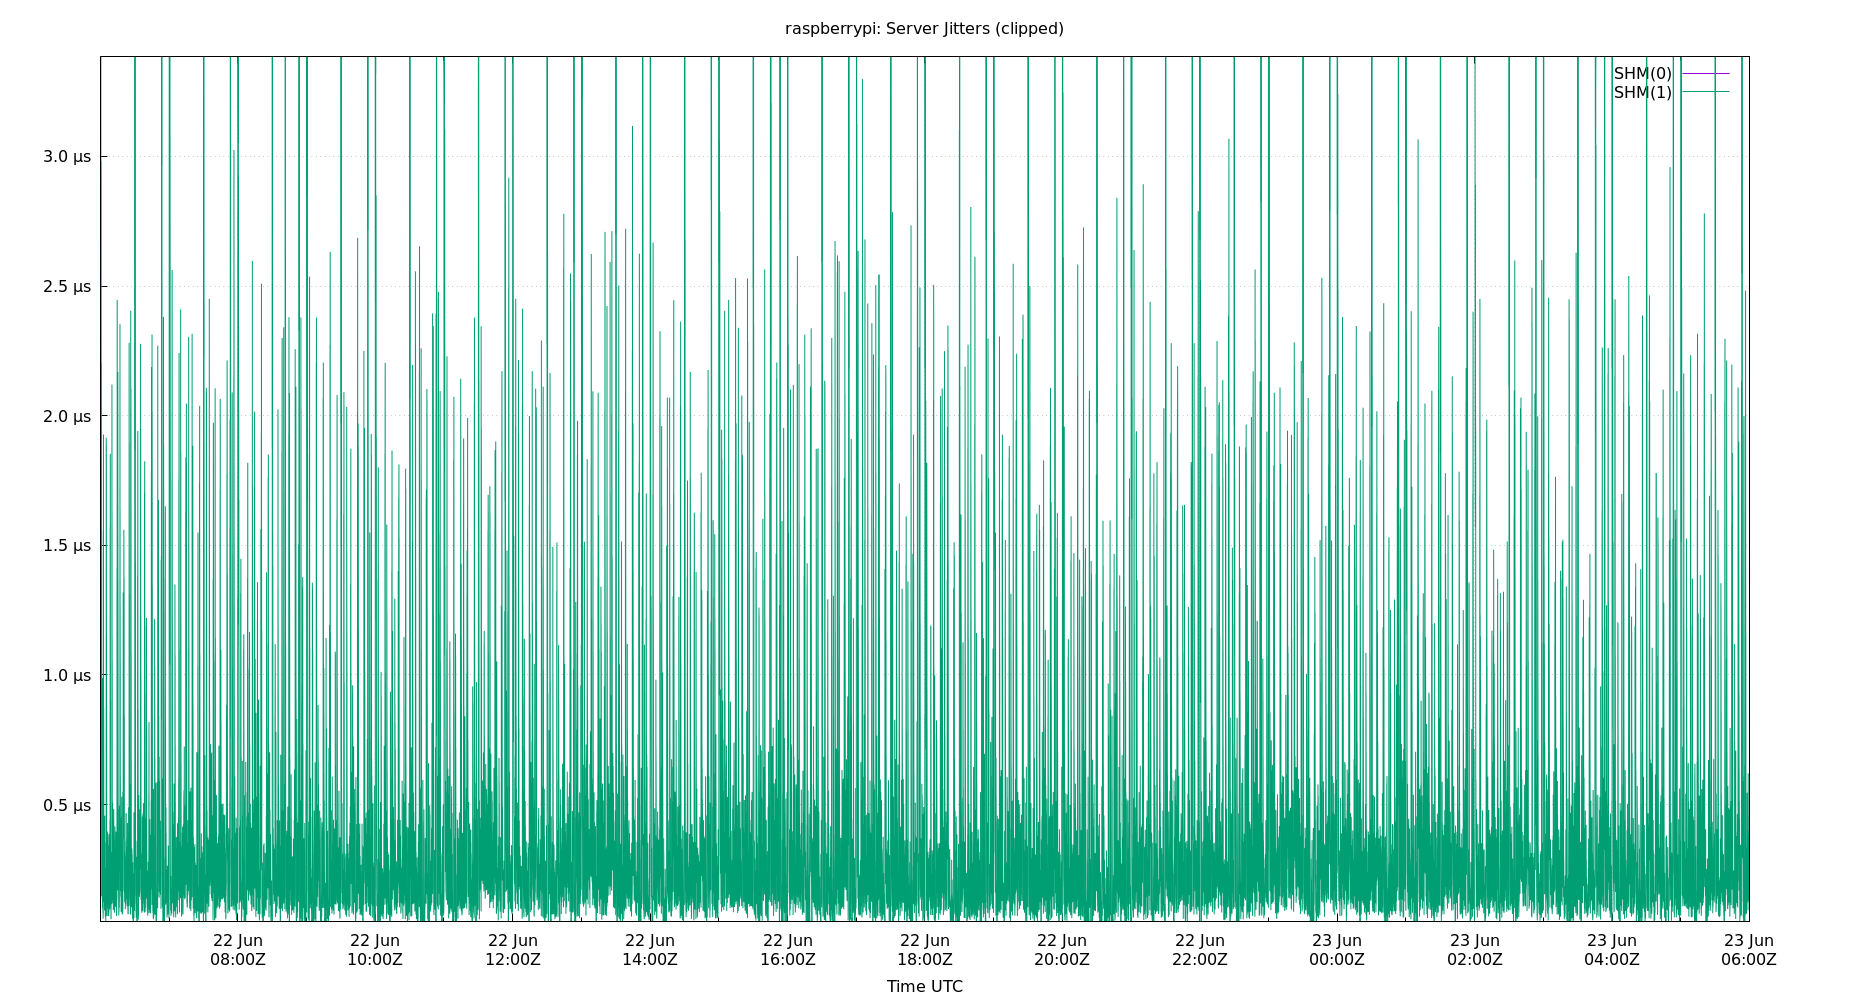 raspberrypi: Server Jitters (clipped)
SHM(0)
SHM(1)
3.0 µs
2.5 µs
2.0 µs
1.5 µs
1.0 µs
0.5 µs
22 Jun 22 Jun 22 Jun 22 Jun 22 Jun 22 Jun 22 Jun 22 Jun 23 Jun 23 Jun 23 Jun 23 Jun
08:00Z 10:00Z 12:00Z 14:00Z 16:00Z 18:00Z 20:00Z 22:00Z 00:00Z 02:00Z 04:00Z 06:00Z
Time UTC